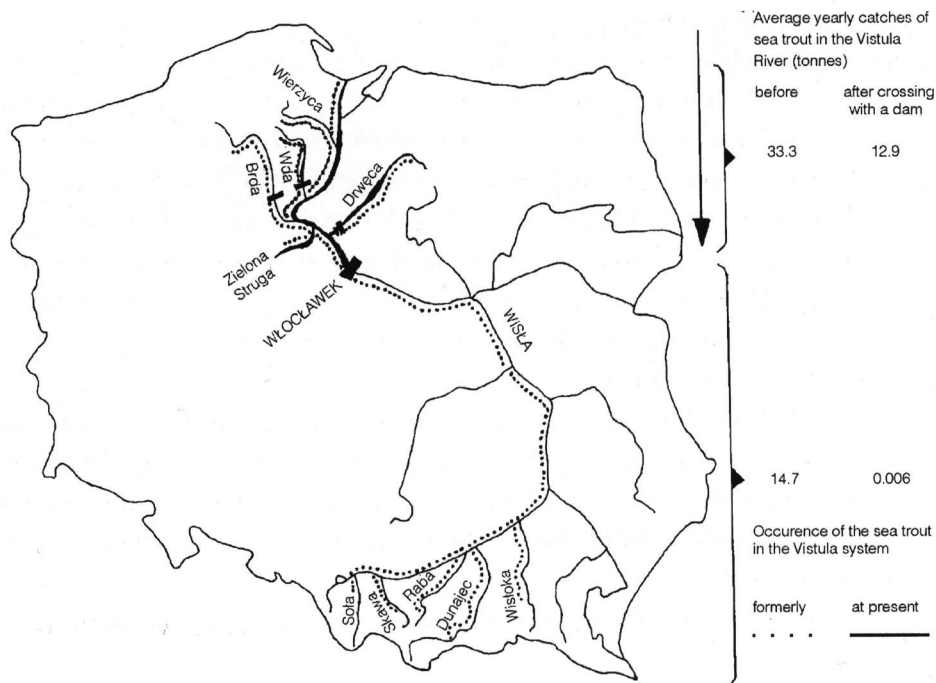 Average yearly catches of
sea trout in the Vistula
River (tonnes)
before
after crossing
with a dam
33.3
12.9
Wierzyca
Wda
Brda
Drwęca
Zielona
Struga
WŁOCŁAWEK
WISŁA
14.7
0.006
Occurence of the sea trout
in the Vistula system
formerly
at present
Soła
Skawa
Raba
Dunajec
Wisłoka